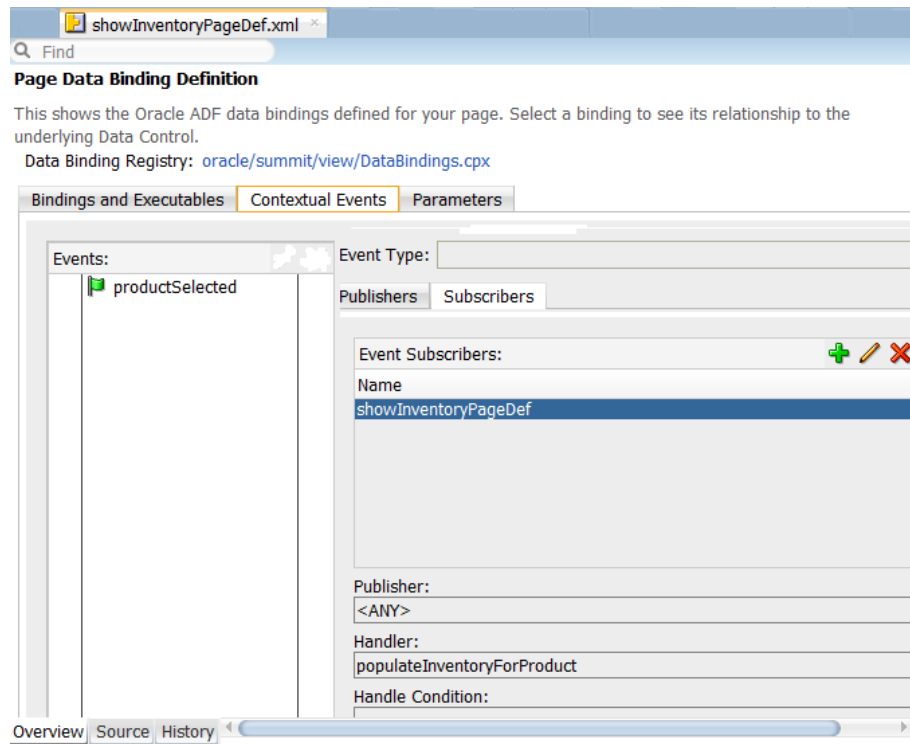 showInventoryPageDef.xml
Find
Page Data Binding Definition
This shows the Oracle ADF data bindings defined for your page. Select a binding to see its relationship to the
underlying Data Control.
Data Binding Registry: oracle/summit/view/DataBindings.cpx
Bindings and Executables Contextual Events Parameters
Events:
productSelected
Event Type:
Publishers Subscribers
Event Subscribers:
Name
showInventoryPageDef
Publisher:
<ANY>
Handler:
populateInventoryForProduct
Handle Condition:
Overview Source History